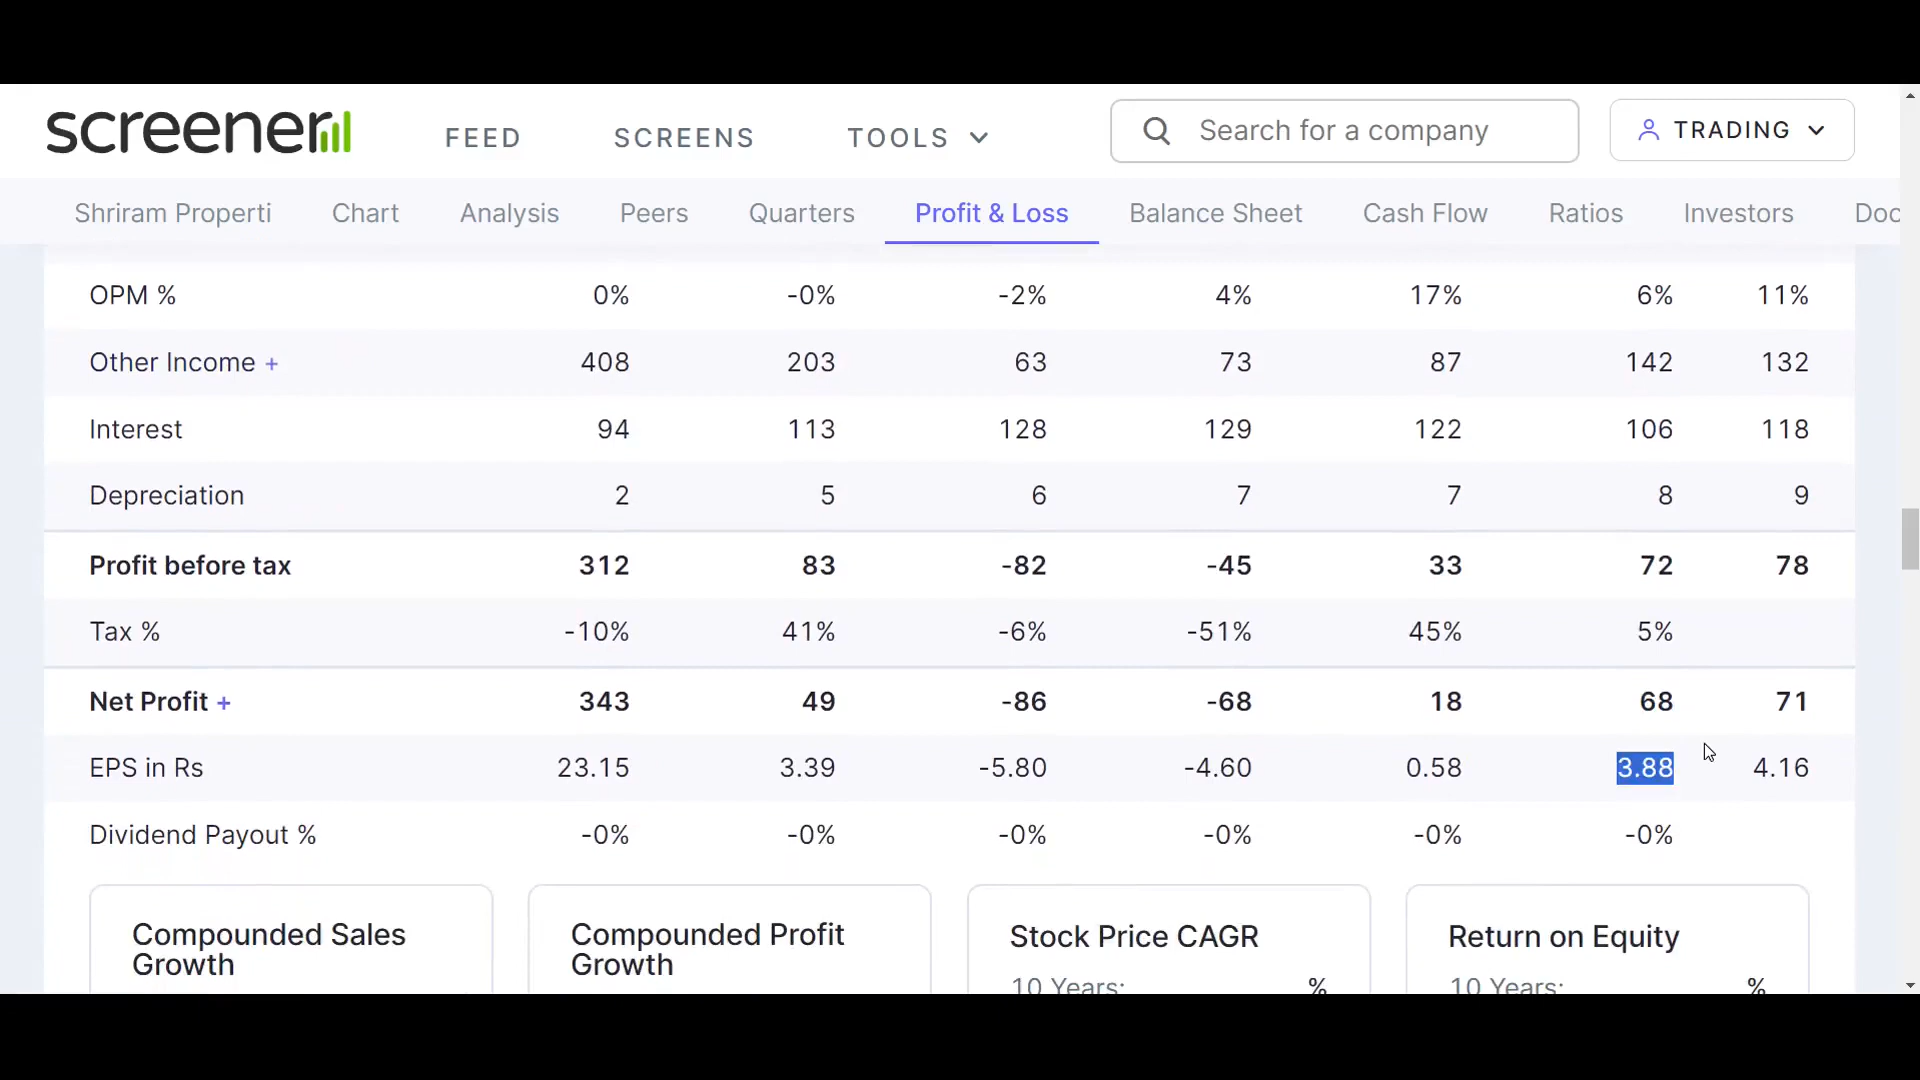 screener FEED SCREENS TOOLS Search for a company TRADING
Shriram Properti Chart Analysis Peers Quarters Profit & Loss Balance Sheet Cash Flow Ratios Investors Doc
OPM % 0% -0% -2% 4% 17% 6% 11%
Other Income + 408 203 63 73 87 142 132
Interest 94 113 128 129 122 106 118
Depreciation 2 5 6 7 7 8 9
Profit before tax 312 83 -82 -45 33 72 78
Tax % -10% 41% -6% -51% 45% 5%
Net Profit + 343 49 -86 -68 18 68 71
EPS in Rs 23.15 3.39 -5.80 -4.60 0.58 3.88 4.16
Dividend Payout % -0% -0% -0% -0% -0% -0%
Compounded Sales
Growth
Compounded Profit
Growth
Stock Price CAGR
10 Years: %
Return on Equity
10 Years: %